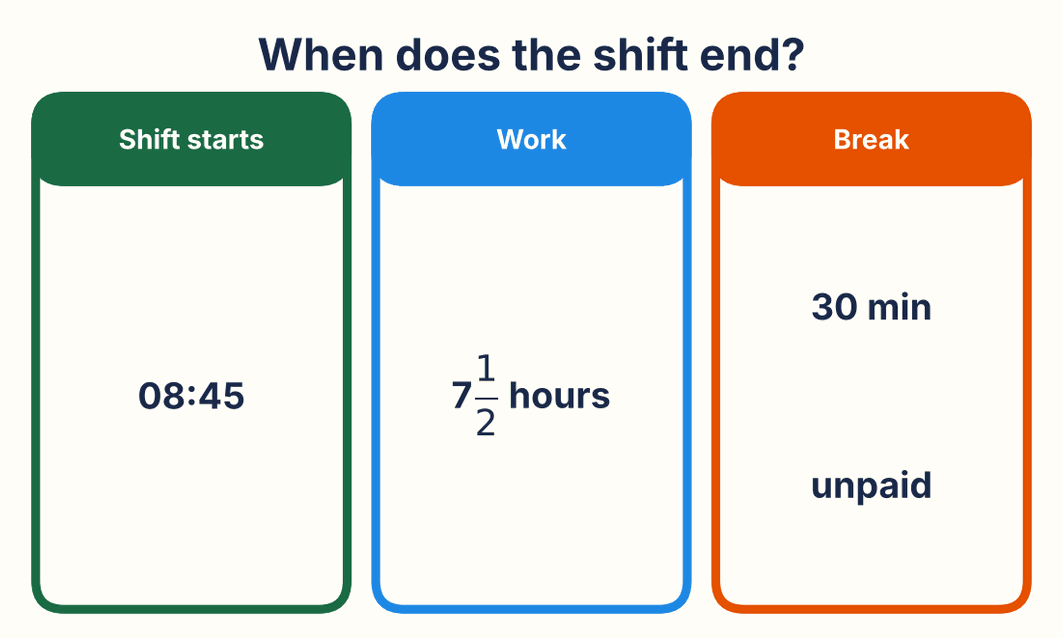 When does the shift end?
Shift starts
08:45
Work
7 1/2 hours
Break
30 min
unpaid